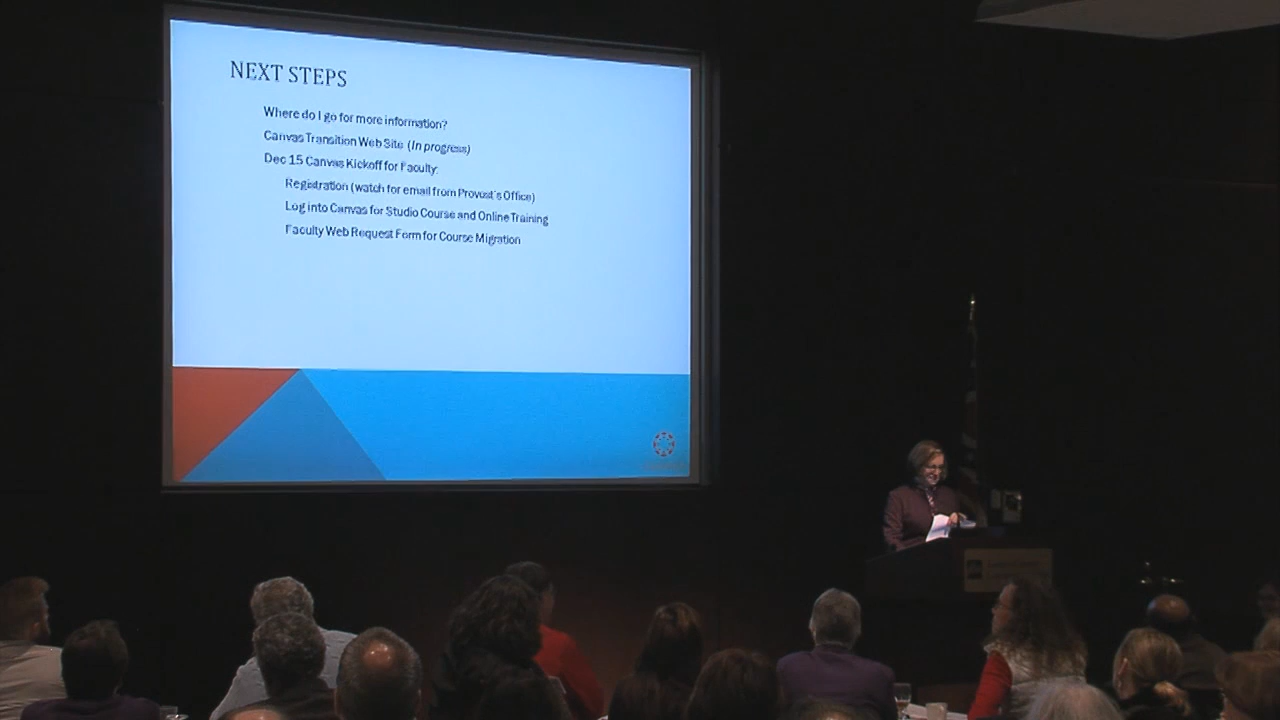 NEXT STEPS
Where do I go for more information?
Canvas Transition Web Site (In progress)
Dec 15 Canvas Kickoff for Faculty:
Registration (watch for email from Provost's Office)
Log into Canvas for Studio Course and Online Training
Faculty Web Request Form for Course Migration